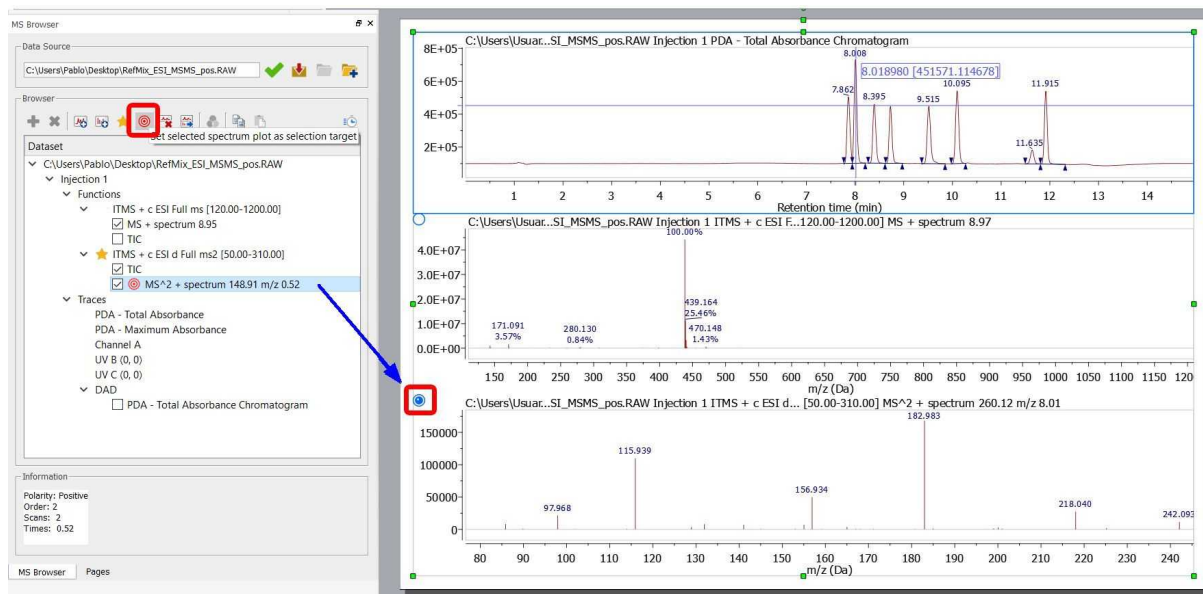 MS Browser
Data Source
C:\Users\Pablo\Desktop\RefMix_ESI_MSMS_pos.RAW
Browser
et selected spectrum plot as selection target
Dataset
C:\Users\Pablo\Desktop\RefMix_ESI_MSMS_pos.RAW
Injection 1
Functions
ITMS + c ESI Full ms [120.00-1200.00]
MS + spectrum 8.95
TIC
ITMS + c ESI d Full ms2 [50.00-310.00]
TIC
MS^2 + spectrum 148.91 m/z 0.52
Traces
PDA - Total Absorbance
PDA - Maximum Absorbance
Channel A
UV B (0, 0)
UV C (0, 0)
DAD
PDA - Total Absorbance Chromatogram
Information
Polarity: Positive
Order: 2
Scans: 2
Times: 0.52
MS Browser Pages
C:\Users\Usuar...SI_MSMS_pos.RAW Injection 1 PDA - Total Absorbance Chromatogram
8E+05
6E+05
4E+05
2E+05
7.862
8.008
8.018980 [451571.114678]
8.395
9.515
10.095
11.635
11.915
1 2 3 4 5 6 7 8 9 10 11 12 13 14
Retention time (min)
C:\Users\Usuar...SI_MSMS_pos.RAW Injection 1 ITMS + c ESI F...120.00-1200.00] MS + spectrum 8.97
100.00%
4.0E+07
3.0E+07
2.0E+07
1.0E+07
0.0E+07
171.091
3.57%
280.130
0.84%
439.164
25.46%
470.148
1.43%
150 200 250 300 350 400 450 500 550 600 650 700 750 800 850 900 950 1000 1050 1100 1150 120
m/z (Da)
C:\Users\Usuar...SI_MSMS_pos.RAW Injection 1 ITMS + c ESI d... [50.00-310.00] MS^2 + spectrum 260.12 m/z 8.01
150000
100000
50000
0
97.968
115.939
156.934
182.983
218.040
242.093
80 90 100 110 120 130 140 150 160 170 180 190 200 210 220 230 240
m/z (Da)